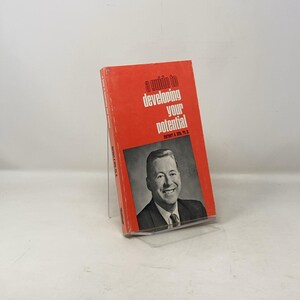 a guide to
developing
your
potential